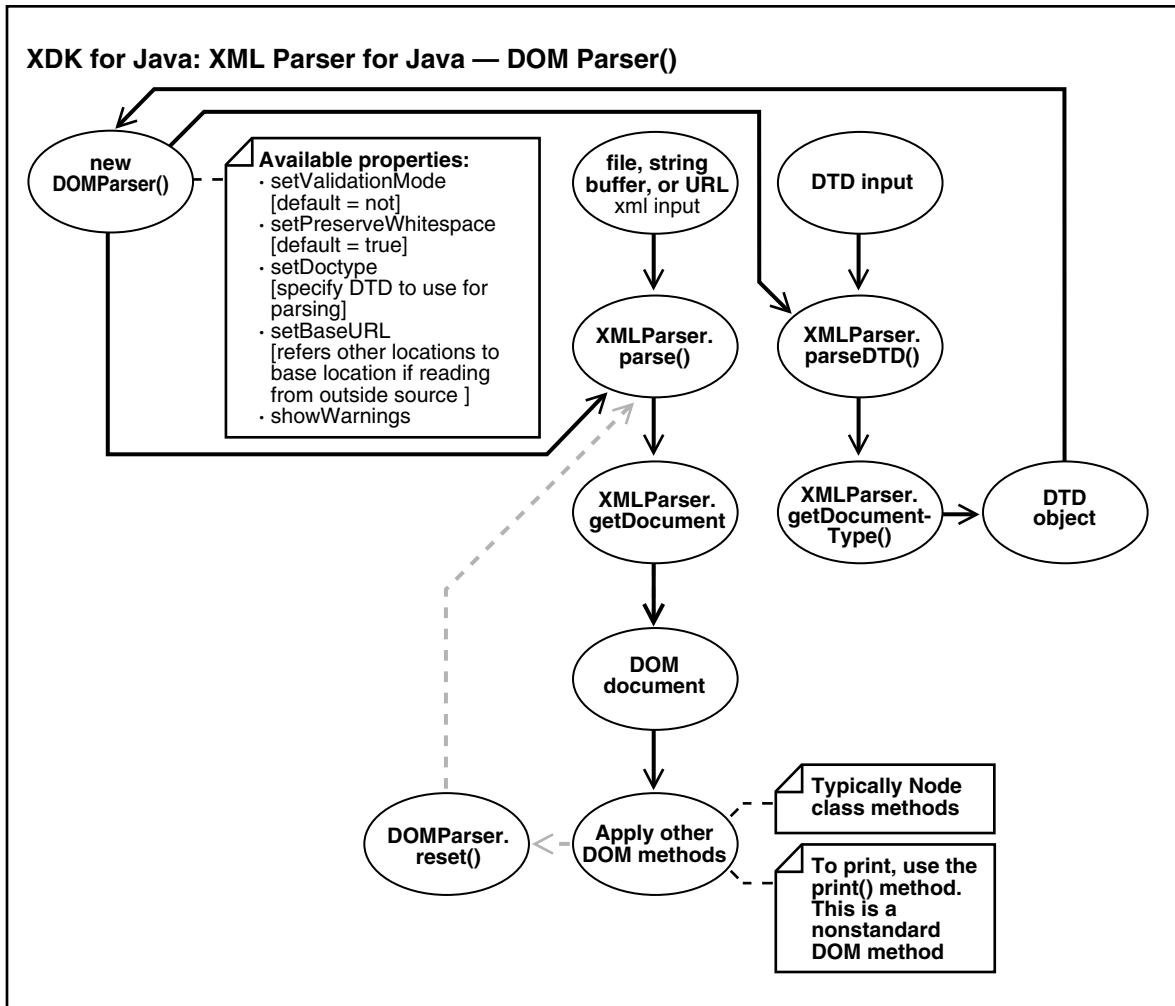 XDK for Java: XML Parser for Java — DOM Parser()
new
DOMParser()
Available properties:
· setValidationMode
[default = not]
· setPreserveWhitespace
[default = true]
· setDoctype
[specify DTD to use for
parsing]
· setBaseURL
[refers other locations to
base location if reading
from outside source ]
· showWarnings
file, string
buffer, or URL
xml input
DTD input
XMLParser.
parse()
XMLParser.
parseDTD()
XMLParser.
getDocument
XMLParser.
getDocument-
Type()
DTD
object
DOM
document
DOMParser.
reset()
Apply other
DOM methods
Typically Node
class methods
To print, use the
print() method.
This is a
nonstandard
DOM method